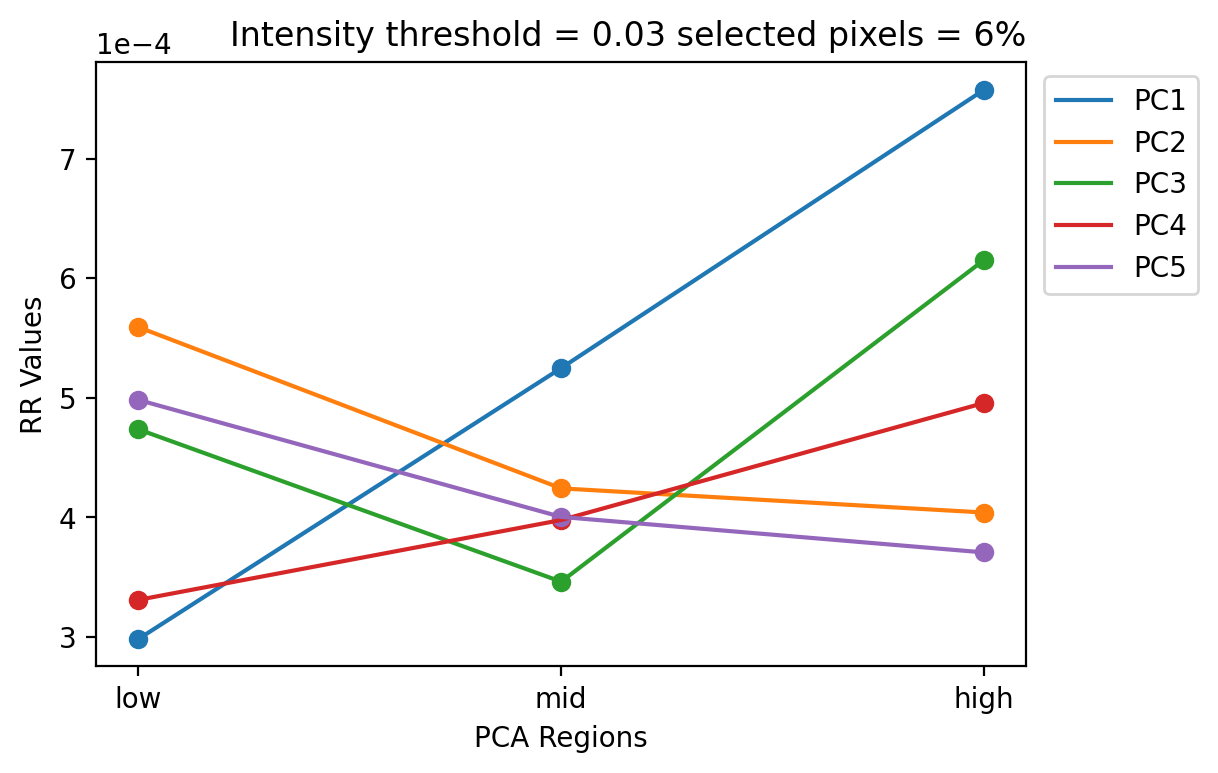 Intensity threshold = 0.03 selected pixels = 6%
1e−4
7
6
5
4
3
RR Values
low mid high
PCA Regions
PC1
PC2
PC3
PC4
PC5